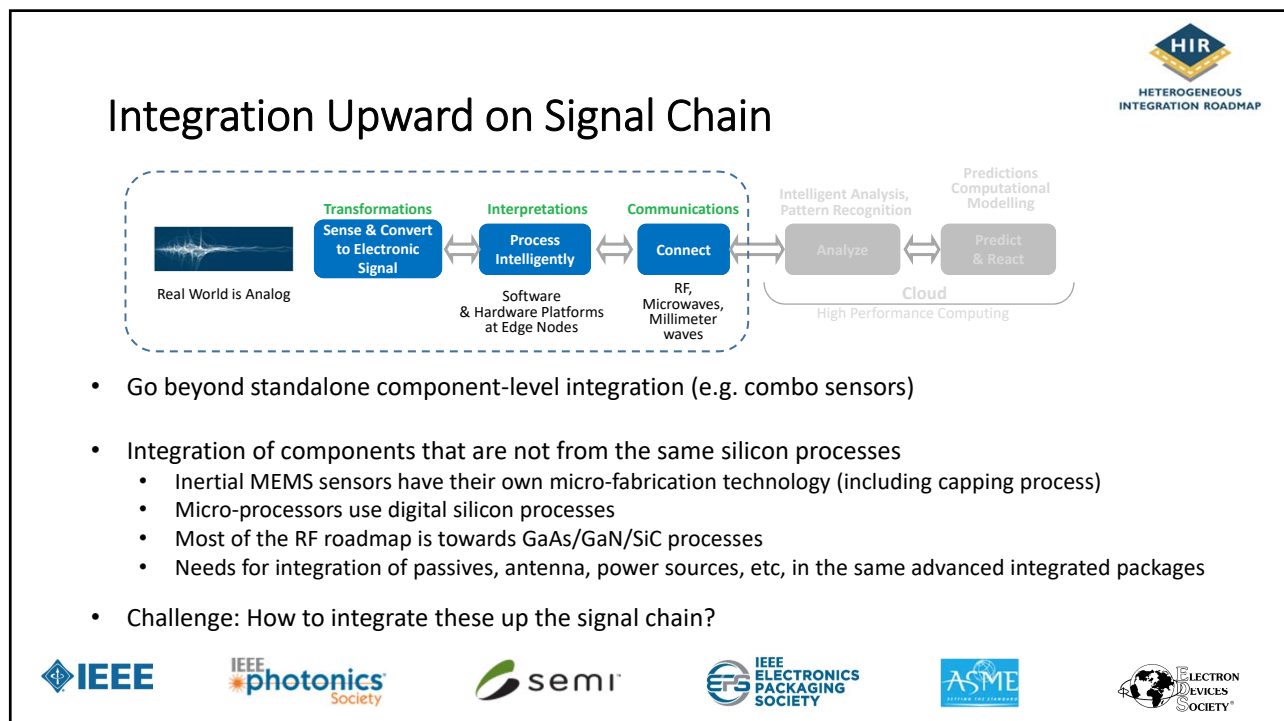 HIR
HETEROGENEOUS
INTEGRATION ROADMAP
Integration Upward on Signal Chain
Transformations
Sense & Convert
to Electronic
Signal
Interpretations
Process
Intelligently
Communications
Connect
Intelligent Analysis,
Pattern Recognition
Analyze
Predictions
Computational
Modelling
Predict
& React
Real World is Analog
Software
& Hardware Platforms
at Edge Nodes
RF,
Microwaves,
Millimeter
waves
Cloud
High Performance Computing
• Go beyond standalone component-level integration (e.g. combo sensors)
• Integration of components that are not from the same silicon processes
• Inertial MEMS sensors have their own micro-fabrication technology (including capping process)
• Micro-processors use digital silicon processes
• Most of the RF roadmap is towards GaAs/GaN/SiC processes
• Needs for integration of passives, antenna, power sources, etc, in the same advanced integrated packages
• Challenge: How to integrate these up the signal chain?
IEEE
IEEE
photonics
Society
semi
EPS
IEEE
ELECTRONICS
PACKAGING
SOCIETY
ASME
SETTING THE STANDARD
ELECTRON
DEVICES
SOCIETY®